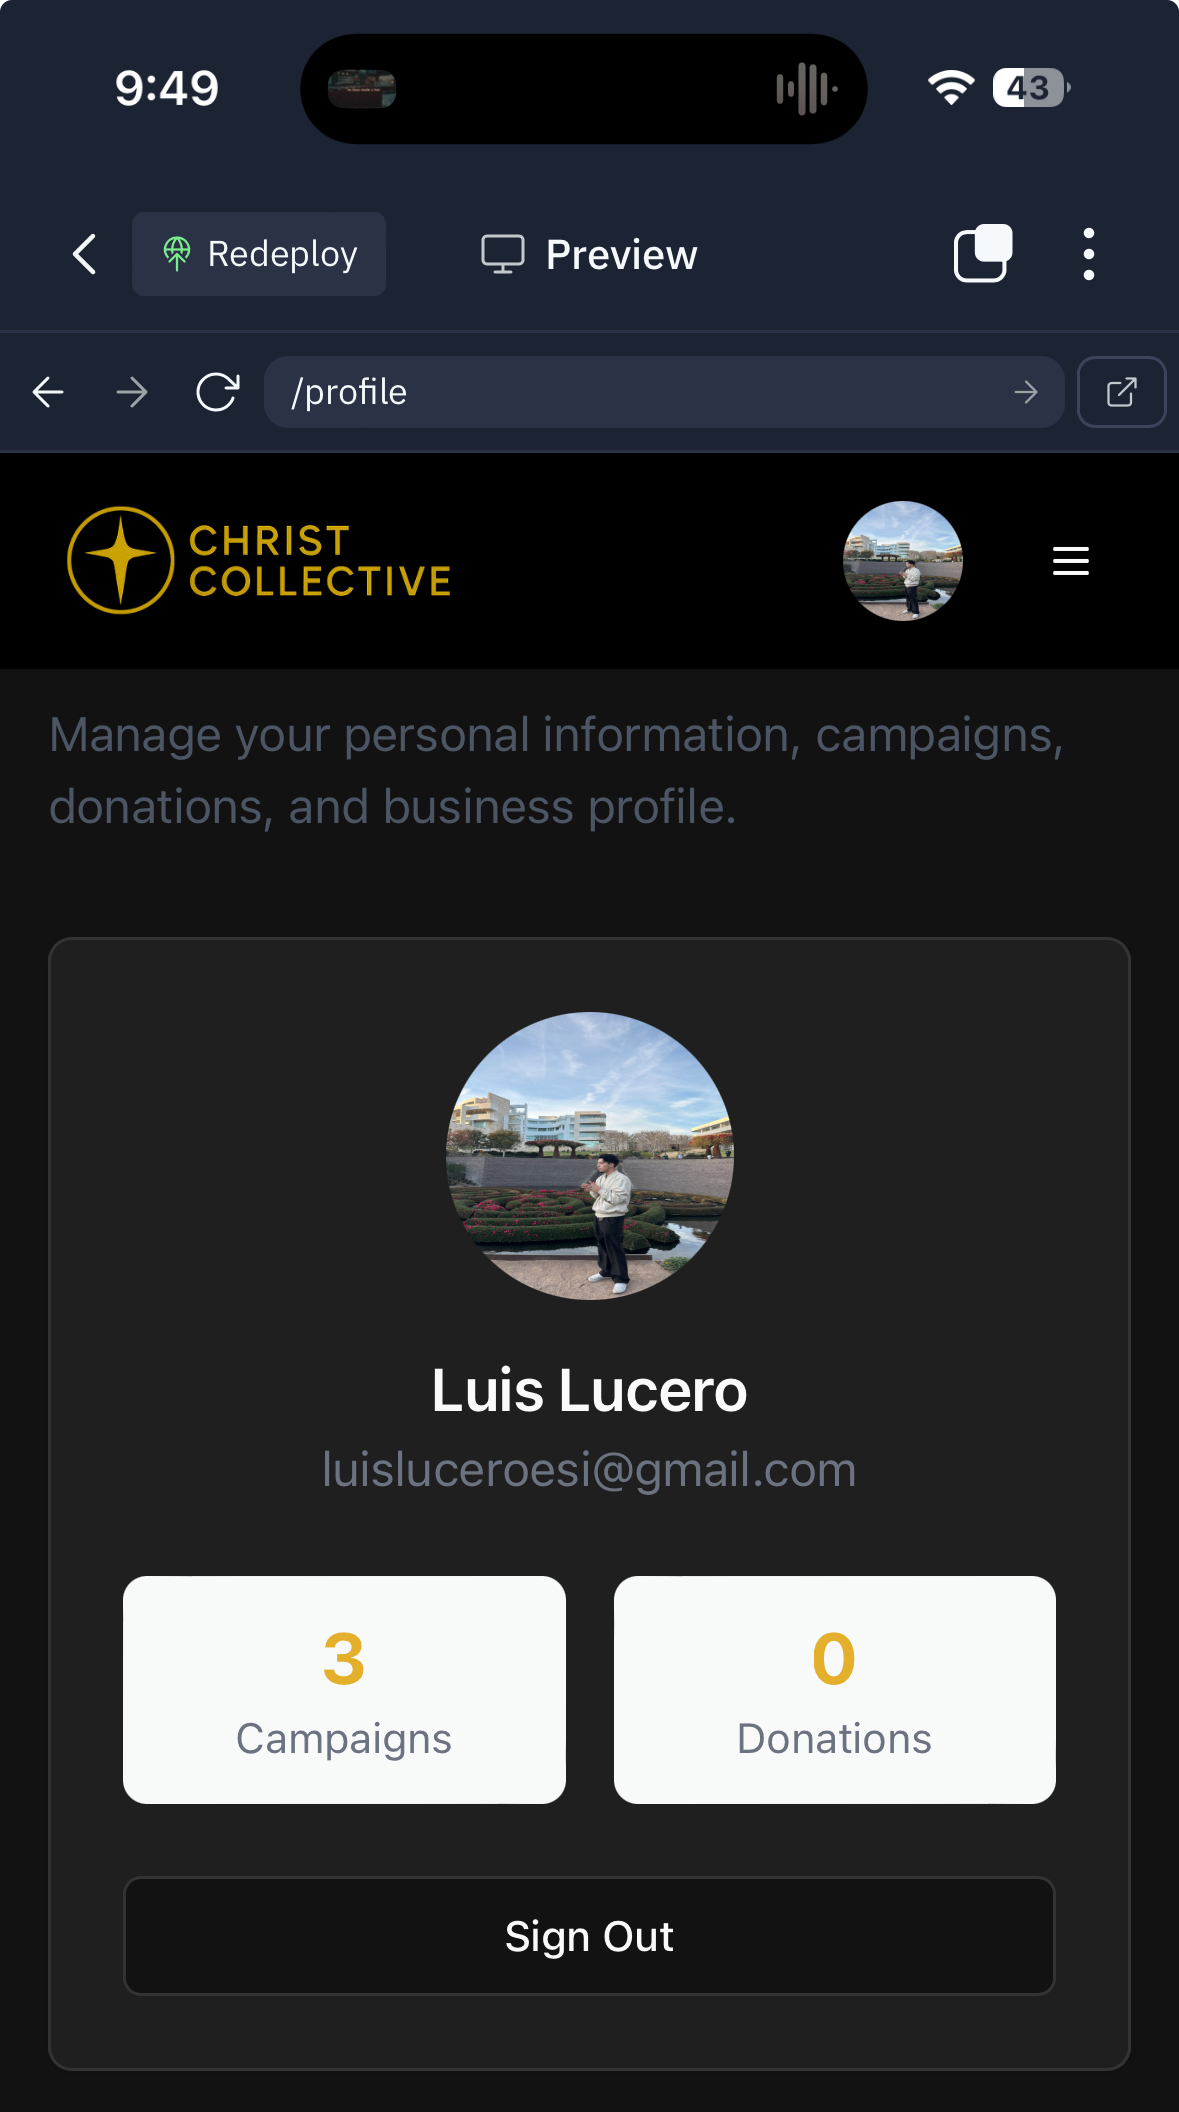 9:49
43
Redeploy
Preview
/profile
CHRIST
COLLECTIVE
Manage your personal information, campaigns,
donations, and business profile.
Luis Lucero
luisluceroesi@gmail.com
3
Campaigns
0
Donations
Sign Out